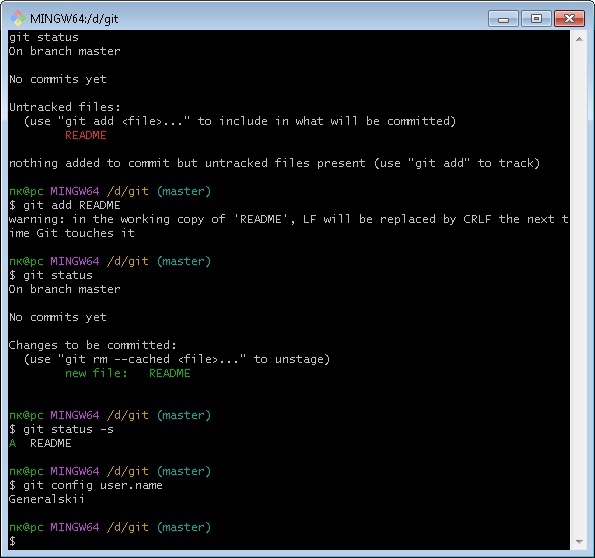 MINGW64:/d/git
git status
On branch master
No commits yet
Untracked files:
(use "git add <file>..." to include in what will be committed)
README
nothing added to commit but untracked files present (use "git add" to track)
пк@pc MINGW64 /d/git (master)
$ git add README
warning: in the working copy of 'README', LF will be replaced by CRLF the next t
ime Git touches it
пк@pc MINGW64 /d/git (master)
$ git status
On branch master
No commits yet
Changes to be committed:
(use "git rm --cached <file>..." to unstage)
new file:   README
пк@pc MINGW64 /d/git (master)
$ git status -s
A  README
пк@pc MINGW64 /d/git (master)
$ git config user.name
Generalskii
пк@pc MINGW64 /d/git (master)
$